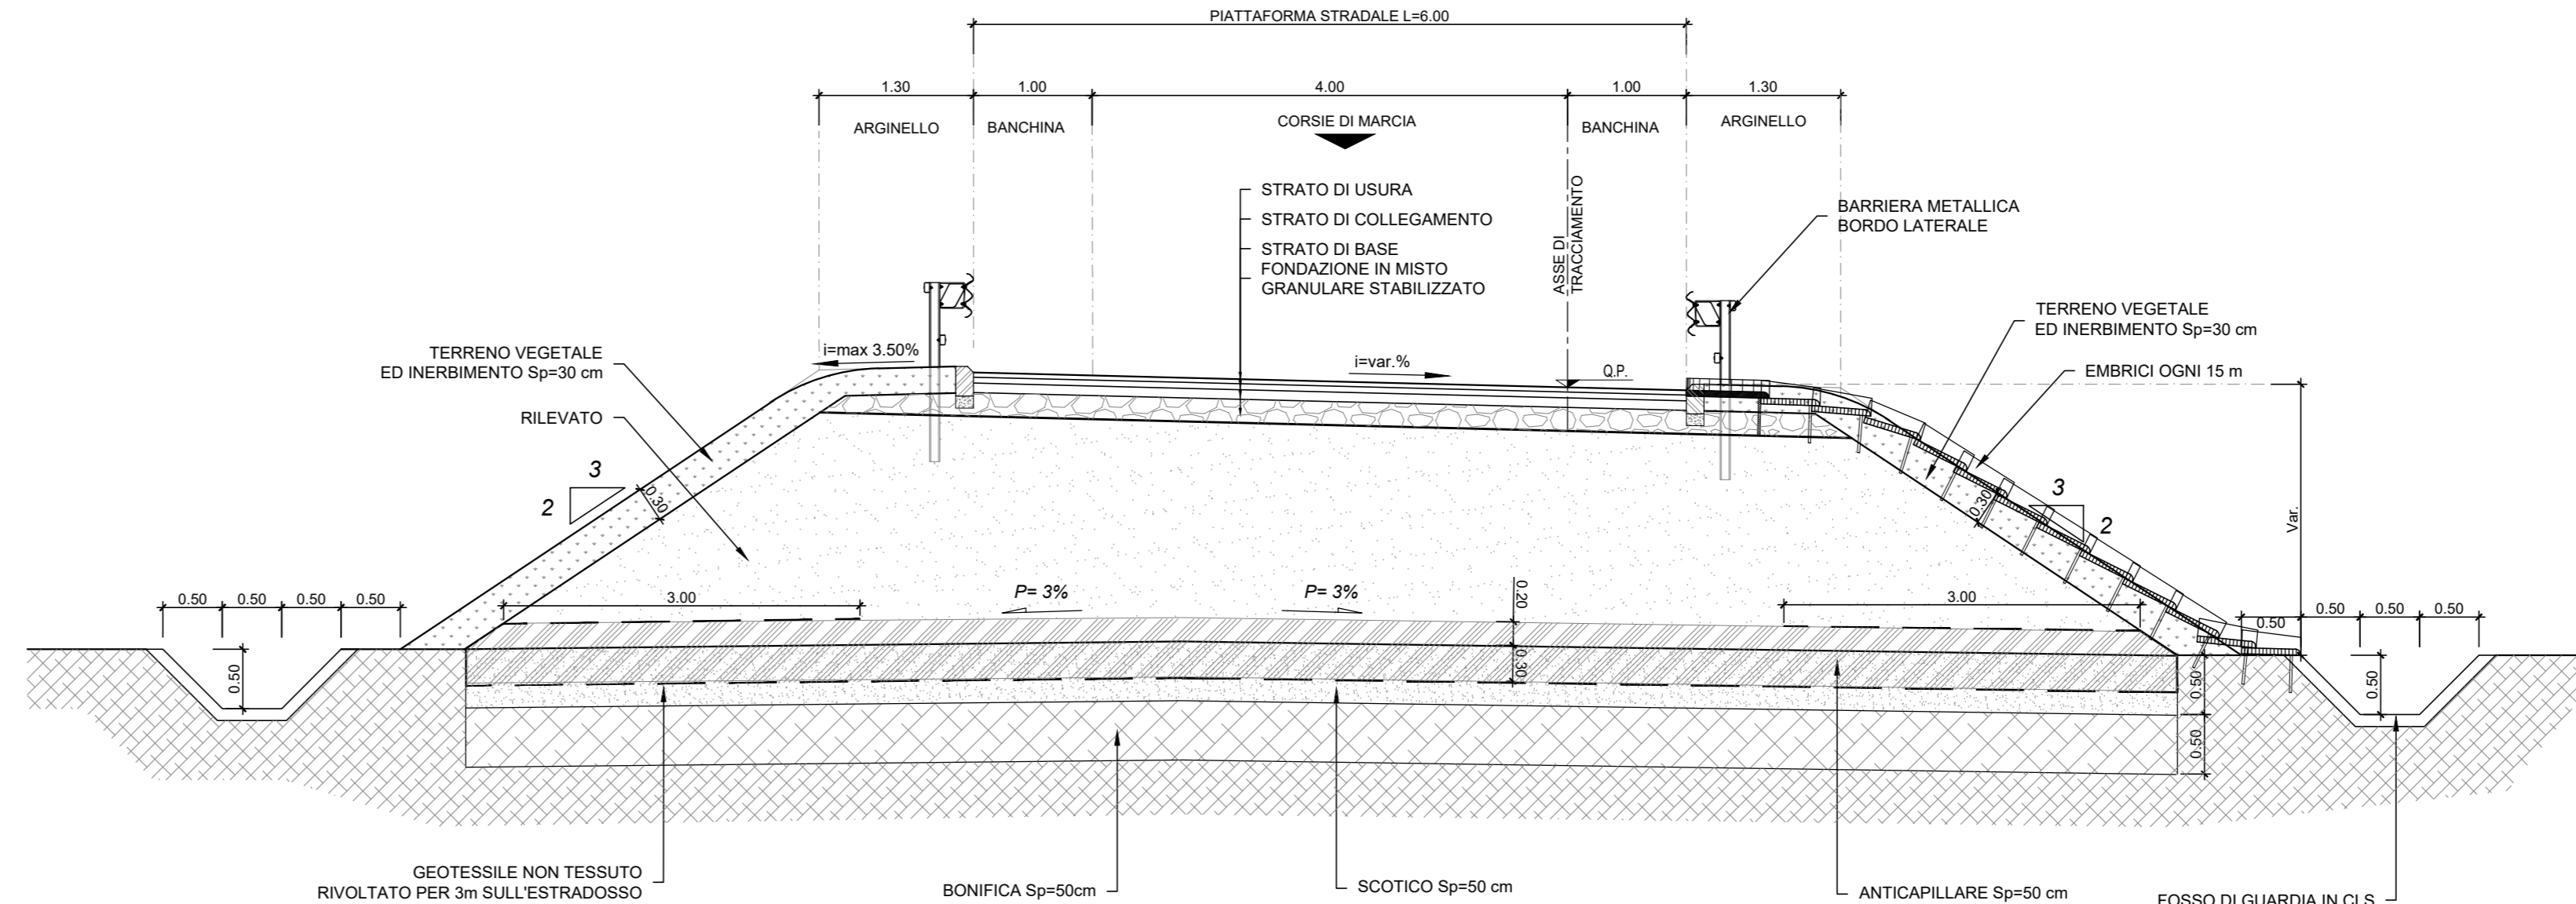 PIATTAFORMA STRADALE L=6.00
1.30
1.00
4.00
1.00
1.30
ARGINELLO
BANCHINA
CORSIE DI MARCIA
BANCHINA
ARGINELLO
STRATO DI USURA
STRATO DI COLLEGAMENTO
STRATO DI BASE
FONDAZIONE IN MISTO
GRANULARE STABILIZZATO
ASSE DI
TRACCIAMENTO
BARRIERA METALLICA
BORDO LATERALE
TERRENO VEGETALE
ED INERBIMENTO Sp=30 cm
i=max 3.50%
i=var.%
Q.P.
TERRENO VEGETALE
ED INERBIMENTO Sp=30 cm
EMBRICI OGNI 15 m
RILEVATO
3
2
0.30
0.30
3
2
Var.
0.50
0.50
0.50
0.50
3.00
P= 3%
P= 3%
0.20
3.00
0.50
0.50
0.50
0.50
0.50
0.30
0.50
0.50
0.50
GEOTESSILE NON TESSUTO
RIVOLTATO PER 3m SULL'ESTRADOSSO
BONIFICA Sp=50cm
SCOTICO Sp=50 cm
ANTICAPILLARE Sp=50 cm
FOSSO DI GUARDIA IN CLS